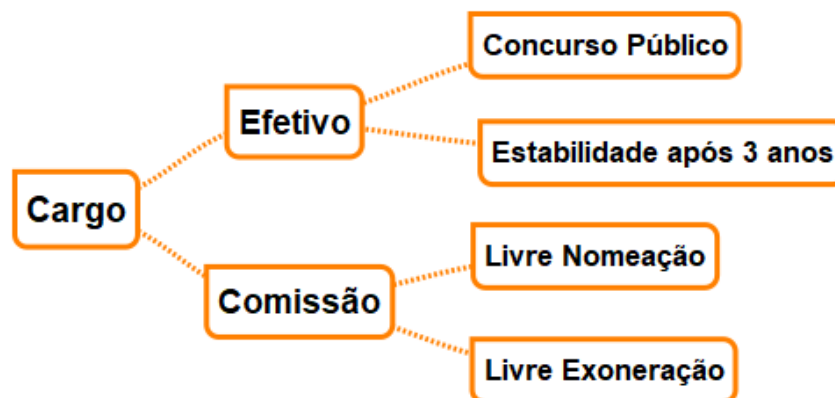 Cargo
Efetivo
Concurso Público
Estabilidade após 3 anos
Comissão
Livre Nomeação
Livre Exoneração